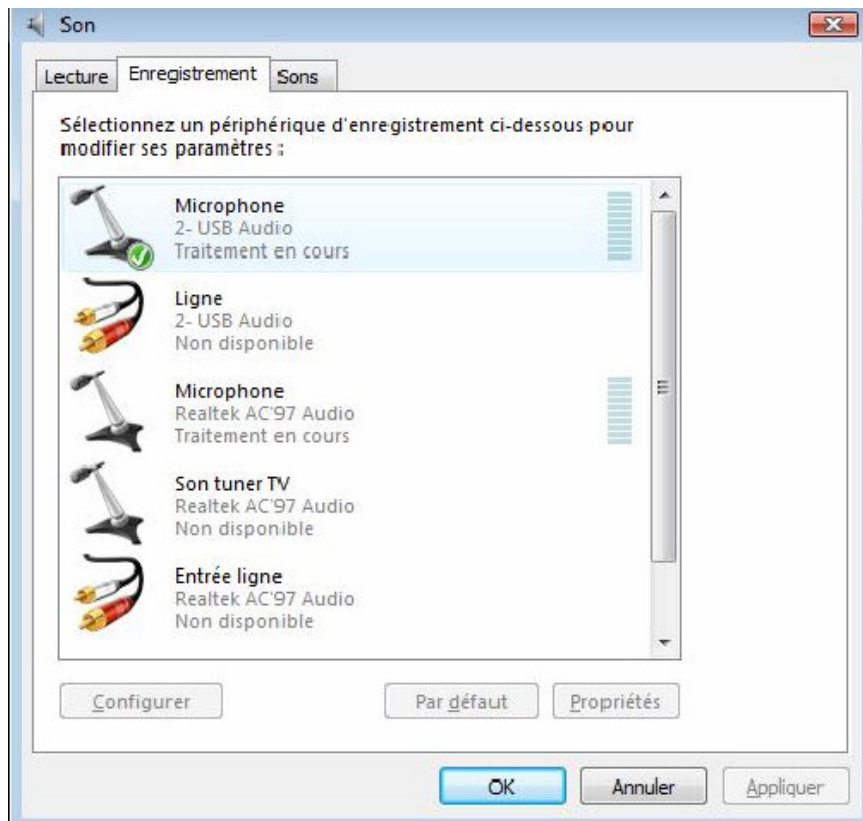 Son
Lecture Enregistrement Sons
Sélectionnez un périphérique d'enregistrement ci-dessous pour
modifier ses paramètres :
Microphone
2- USB Audio
Traitement en cours
Ligne
2- USB Audio
Non disponible
Microphone
Realtek AC'97 Audio
Traitement en cours
Son tuner TV
Realtek AC'97 Audio
Non disponible
Entrée ligne
Realtek AC'97 Audio
Non disponible
Configurer Par défaut Propriétés
OK Annuler Appliquer